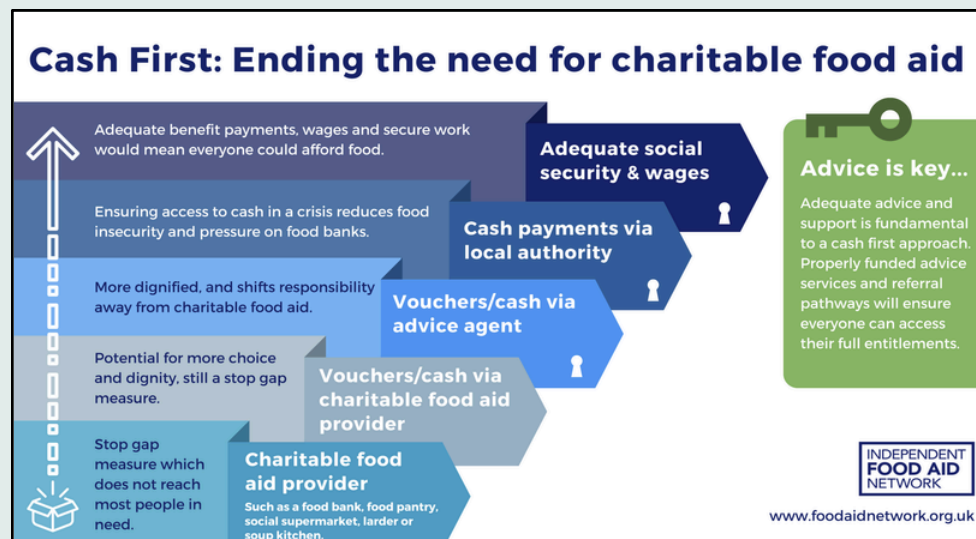 Cash First: Ending the need for charitable food aid
Adequate benefit payments, wages and secure work
would mean everyone could afford food.
Adequate social
security & wages
Ensuring access to cash in a crisis reduces food
insecurity and pressure on food banks.
Cash payments via
local authority
More dignified, and shifts responsibility
away from charitable food aid.
Vouchers/cash via
advice agent
Potential for more choice
and dignity, still a stop gap
measure.
Vouchers/cash via
charitable food aid
provider
Stop gap
measure which
does not reach
most people in
need.
Charitable food
aid provider
Such as a food bank, food pantry,
social supermarket, larder or
soup kitchen.
Advice is key...
Adequate advice and
support is fundamental
to a cash first approach.
Properly funded advice
services and referral
pathways will ensure
everyone can access
their full entitlements.
INDEPENDENT
FOOD AID
NETWORK
www.foodaidnetwork.org.uk